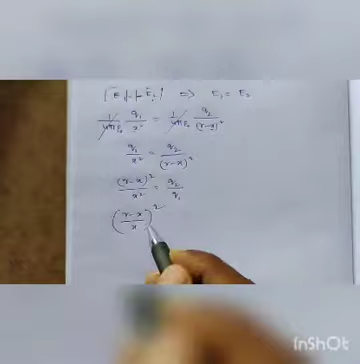 |E₁|=|E₂| ⇒ E₁ = E₂
1/4πε₀ q₁/x² = 1/4πε₀ q₂/(r-x)²
q₁/x² = q₂/(r-x)²
(r-x)²/x² = q₂/q₁
((r-x)/x)²
InShOt